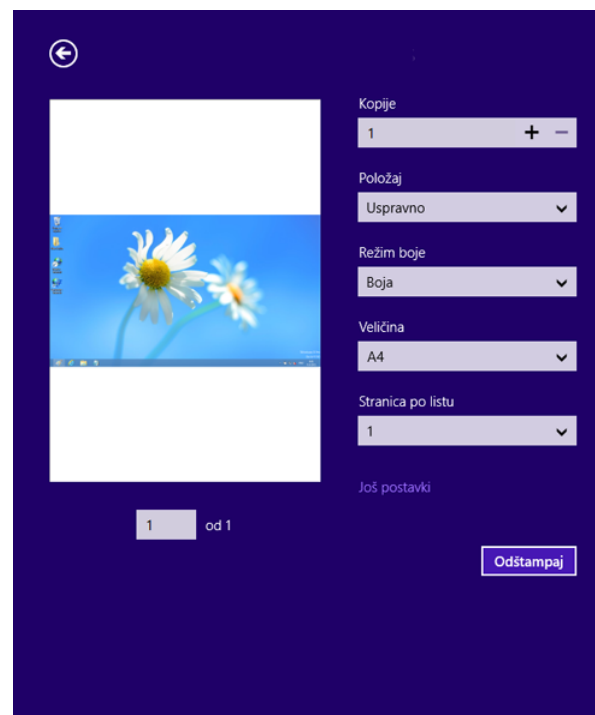 Kopije
1
Položaj
Uspravno
Režim boje
Boja
Veličina
A4
Stranica po listu
1
Još postavki
1 od 1
Odštampaj